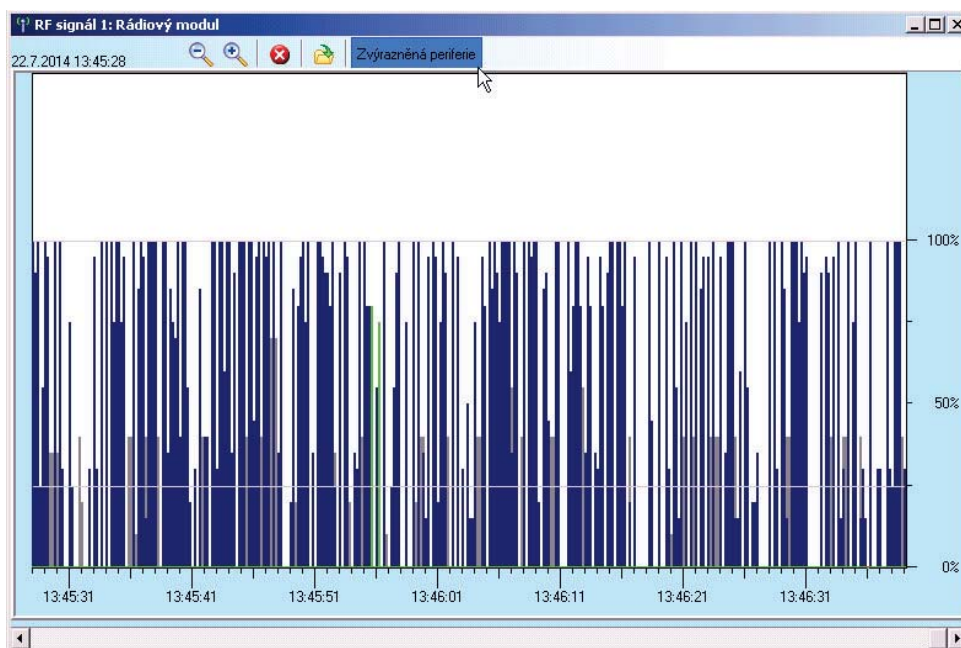 RF signál 1: Rádiový modul
22.7.2014 13:45:28
Zvýrazněná periferie
100%
50%
0%
13:45:31 13:45:41 13:45:51 13:46:01 13:46:11 13:46:21 13:46:31